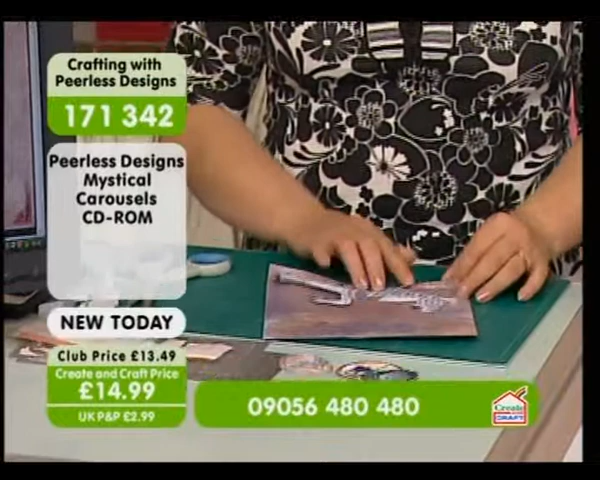 Crafting with
Peerless Designs
171 342
Peerless Designs
Mystical
Carousels
CD-ROM
NEW TODAY
Club Price £13.49
Create and Craft Price
£14.99
UK P&P £2.99
09056 480 480
Create
CRAFT